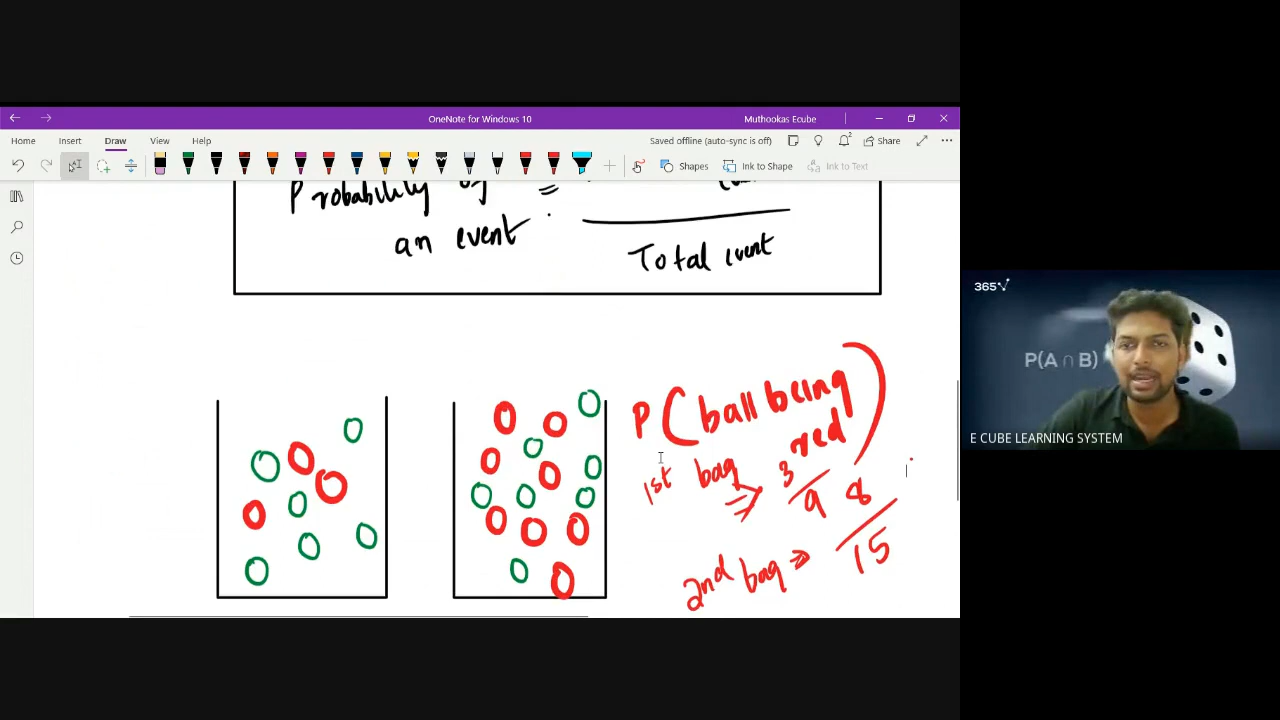 OneNote for Windows 10
Muthookas Ecube
Home Insert Draw View Help
Saved offline (auto-sync is off)
2
Share
Shapes
Ink to Shape
Ink to Text
Probability of =
an event
Total event
P (ball being
red)
1st bag => 3/9
2nd bag => 8/15
365
P(A ∩ B)
E CUBE LEARNING SYSTEM